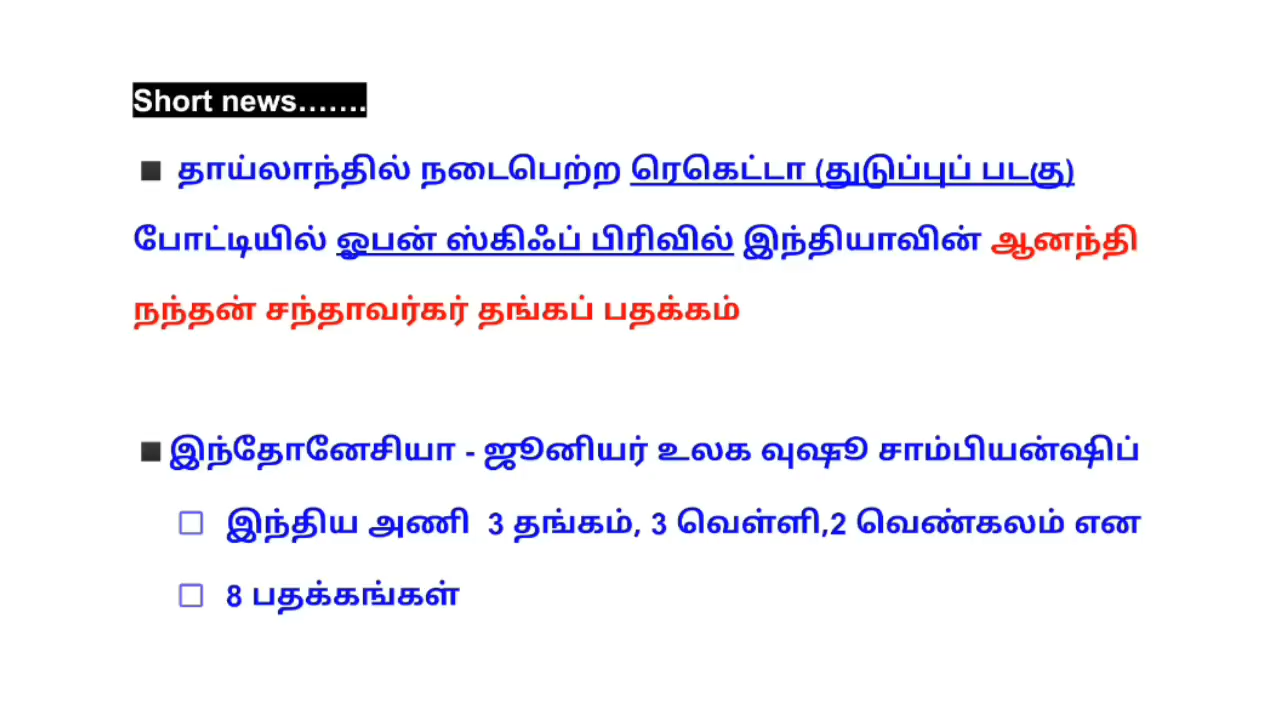 Short news…….
▪ தாய்லாந்தில் நடைபெற்ற ரெகெட்டா (துடுப்புப் படகு)
போட்டியில் ஓபன் ஸ்கிஃப் பிரிவில் இந்தியாவின் ஆனந்தி
நந்தன் சந்தாவர்கர் தங்கப் பதக்கம்
▪இந்தோனேசியா - ஜூனியர் உலக வுஷூ சாம்பியன்ஷிப்
☐ இந்திய அணி 3 தங்கம், 3 வெள்ளி,2 வெண்கலம் என
☐ 8 பதக்கங்கள்